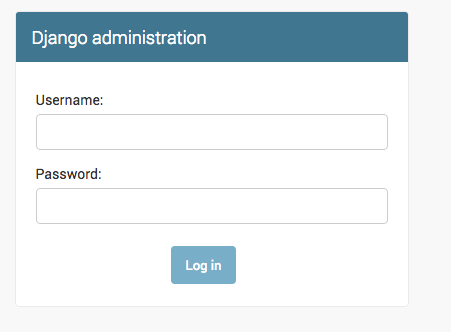 Django administration
Username:
Password:
Log in